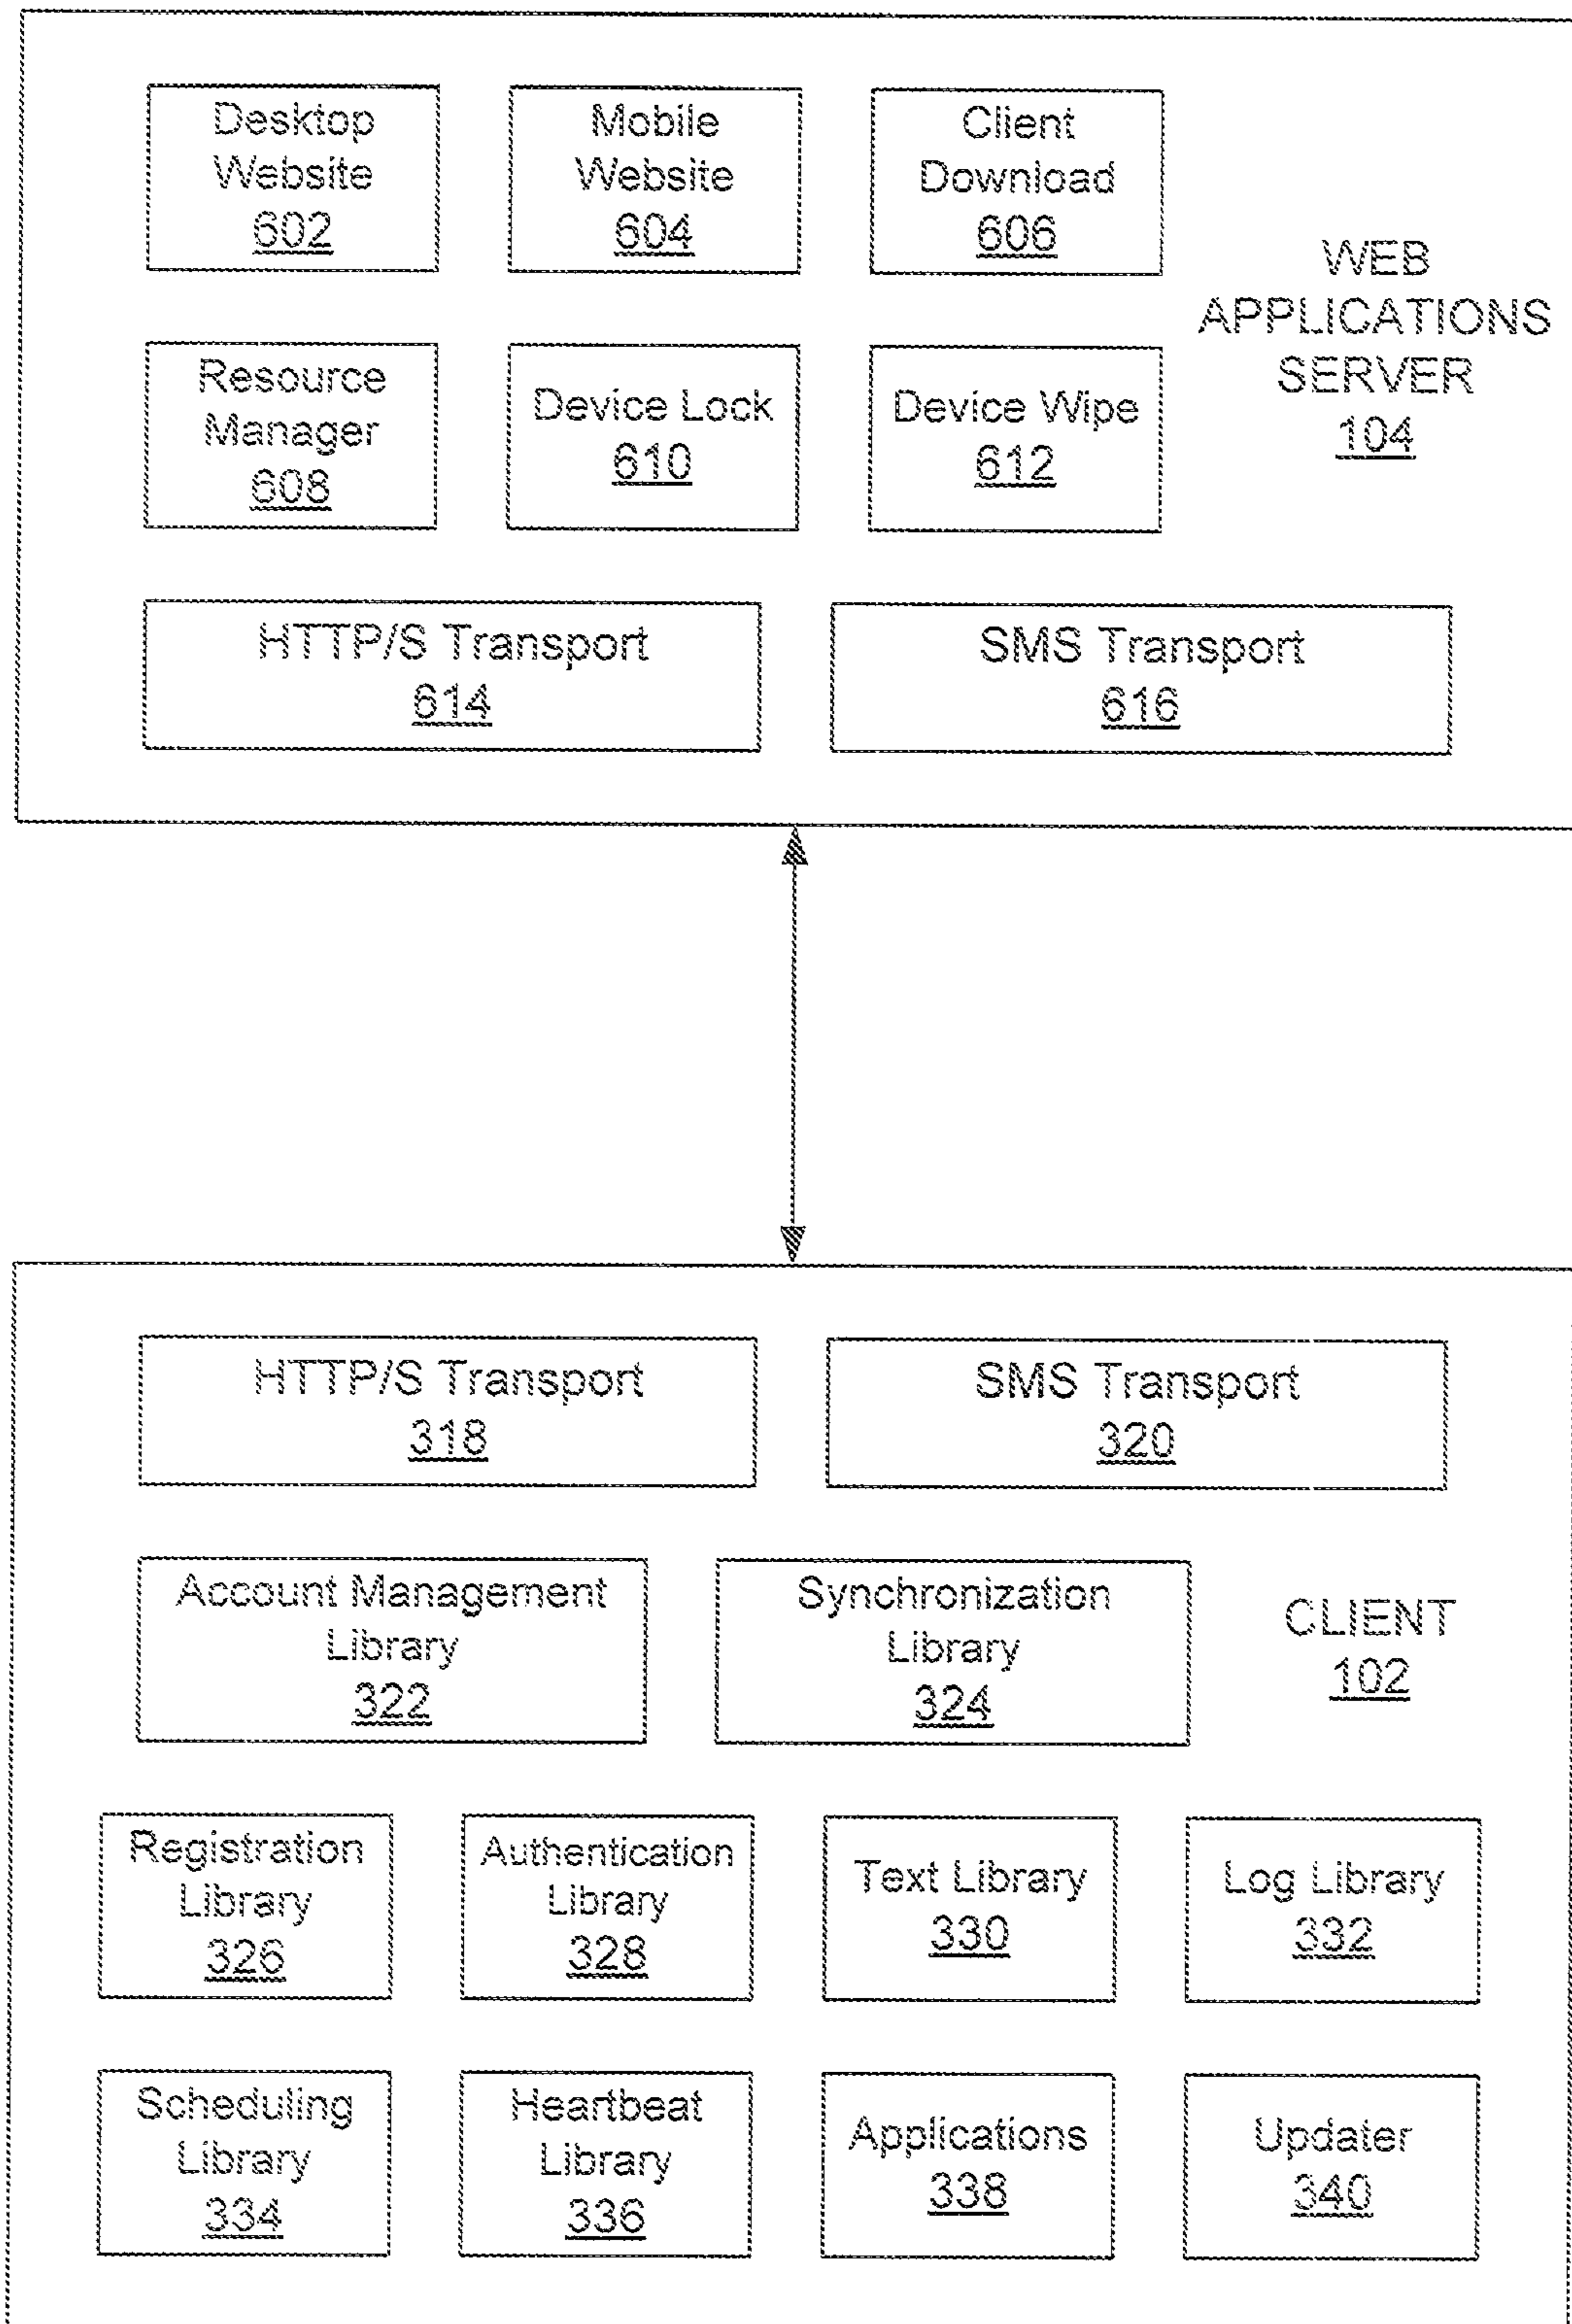 Desktop
Website
602
Mobile
Website
604
Client
Download
606
WEB
APPLICATIONS
SERVER
104
Resource
Manager
608
Device Lock
610
Device Wipe
612
HTTP/S Transport
614
SMS Transport
616
HTTP/S Transport
318
SMS Transport
320
Account Management
Library
322
Synchronization
Library
324
CLIENT
102
Registration
Library
326
Authentication
Library
328
Text Library
330
Log Library
332
Scheduling
Library
334
Heartbeat
Library
336
Applications
338
Updater
340